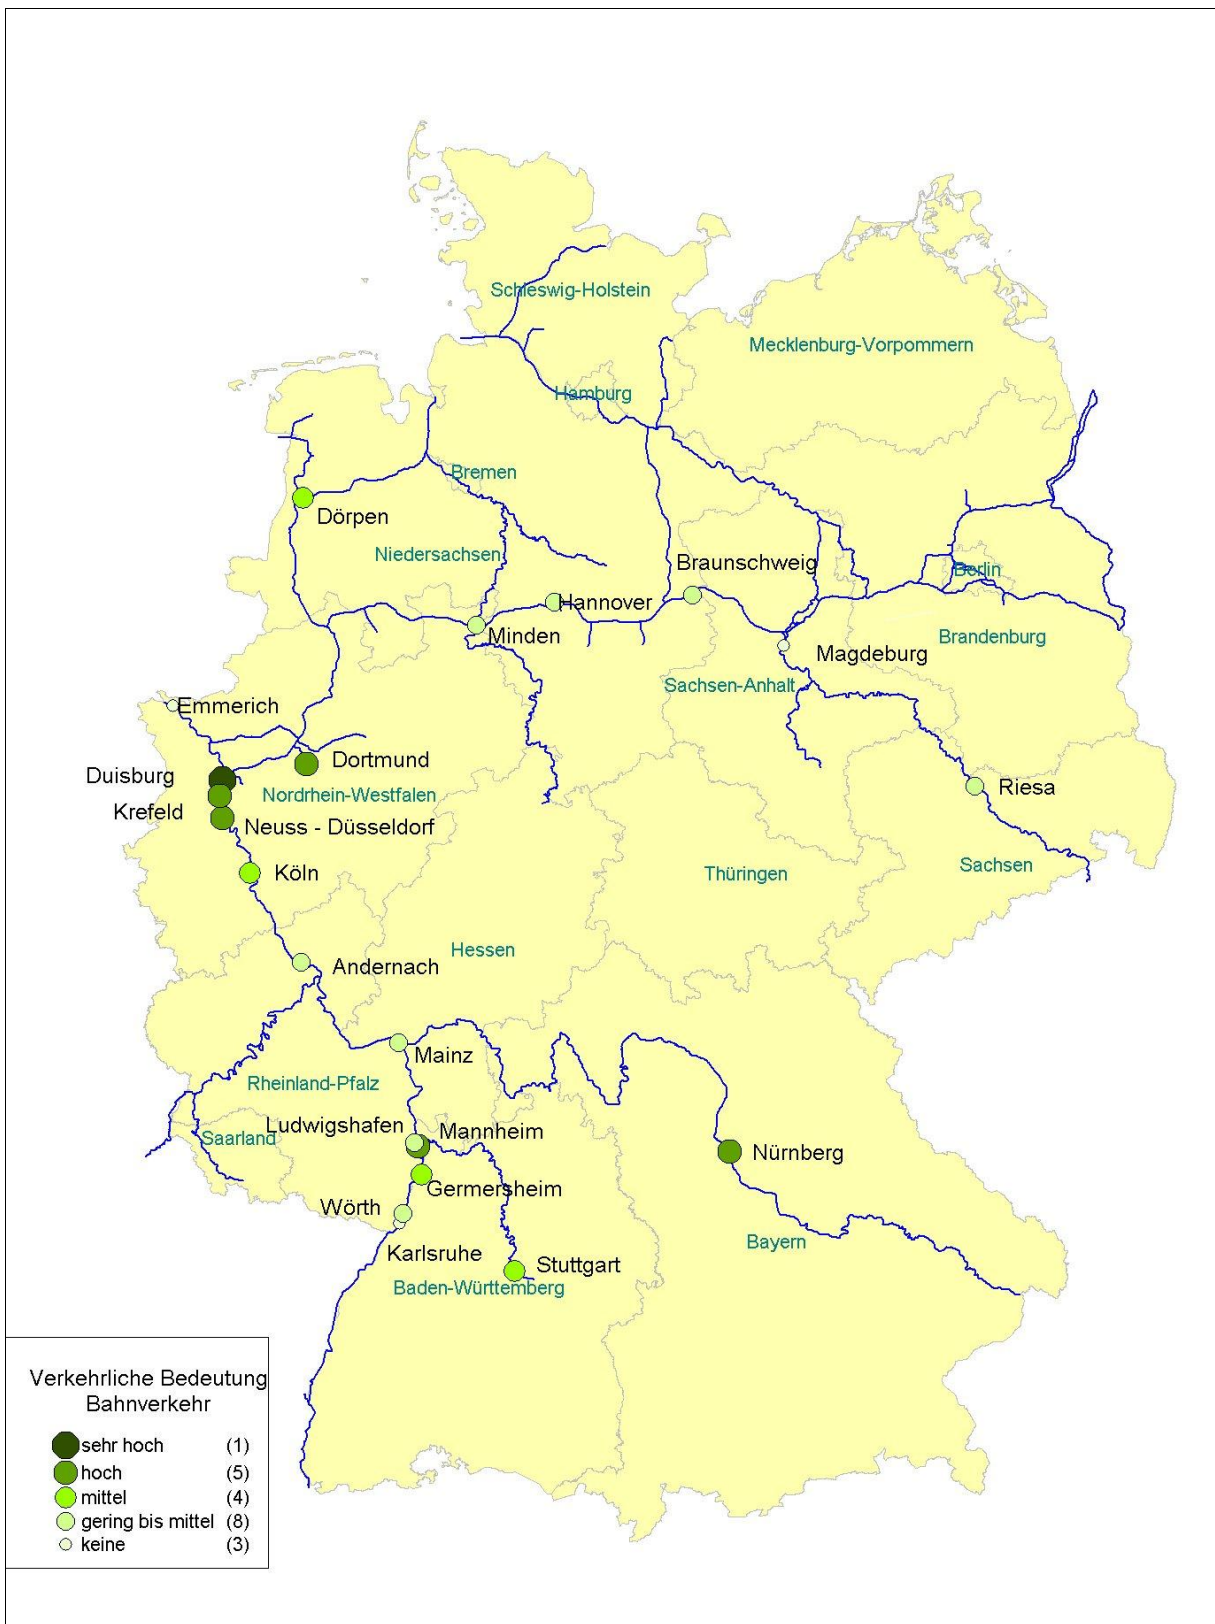 Schleswig-Holstein
Mecklenburg-Vorpommern
Hamburg
Bremen
Dörpen
Niedersachsen
Braunschweig
Berlin
Hannover
Minden
Brandenburg
Magdeburg
Sachsen-Anhalt
Emmerich
Dortmund
Duisburg
Nordrhein-Westfalen
Riesa
Krefeld
Neuss - Düsseldorf
Köln
Thüringen
Sachsen
Hessen
Andernach
Mainz
Rheinland-Pfalz
Ludwigshafen
Mannheim
Saarland
Nürnberg
Germersheim
Wörth
Bayern
Karlsruhe
Stuttgart
Baden-Württemberg
Verkehrliche Bedeutung
Bahnverkehr
sehr hoch (1)
hoch (5)
mittel (4)
gering bis mittel (8)
keine (3)